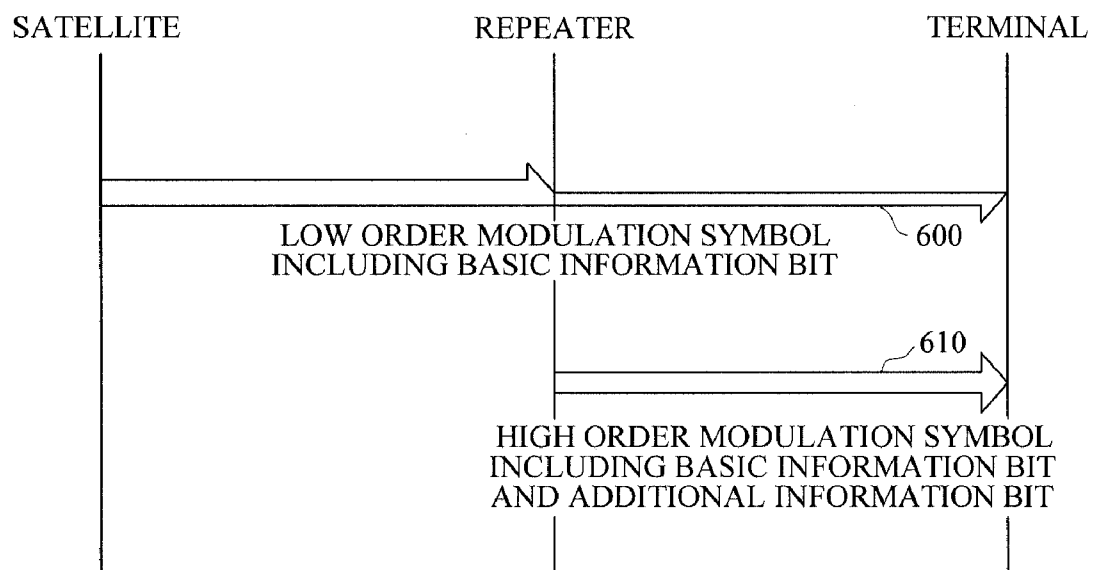 SATELLITE REPEATER TERMINAL
600
LOW ORDER MODULATION SYMBOL
INCLUDING BASIC INFORMATION BIT
610
HIGH ORDER MODULATION SYMBOL
INCLUDING BASIC INFORMATION BIT
AND ADDITIONAL INFORMATION BIT